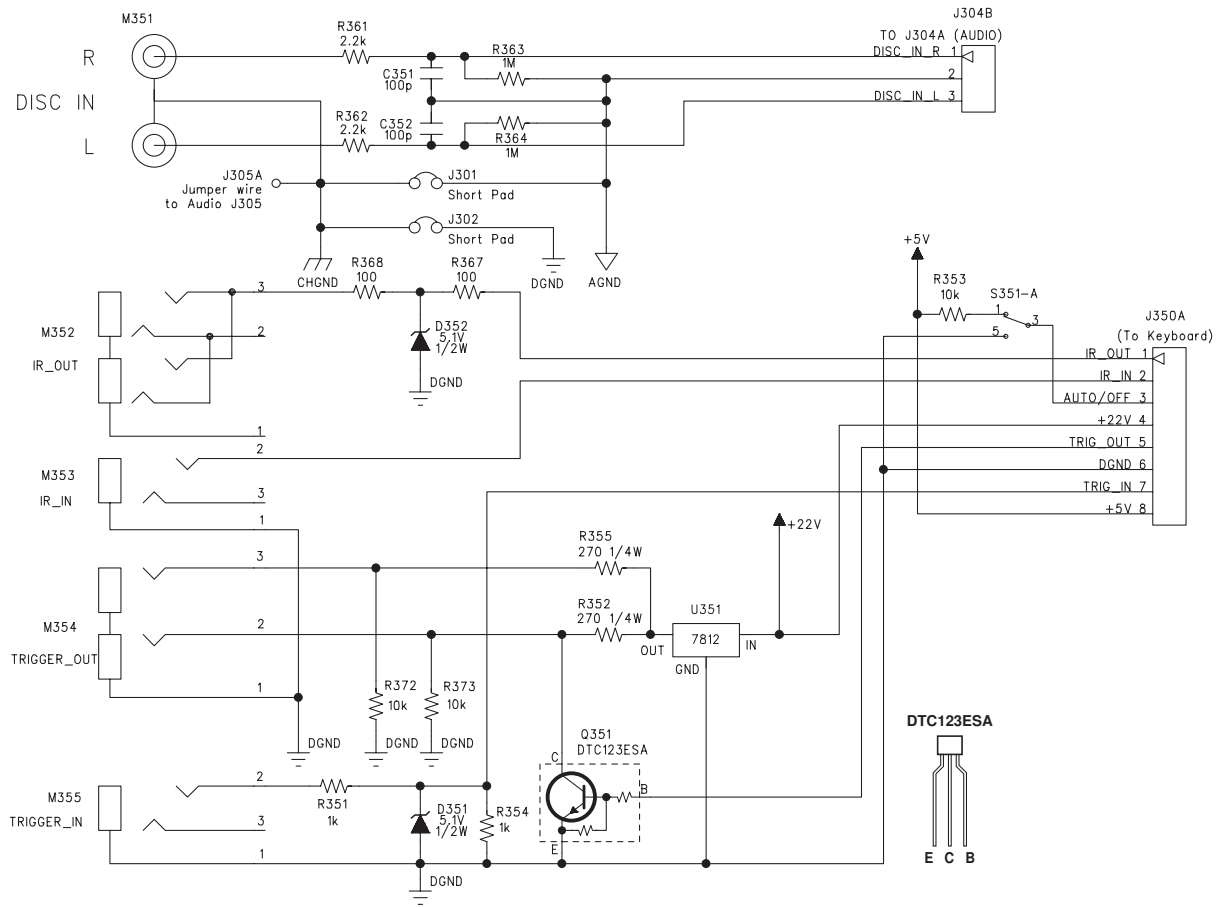 M351
R
DISC IN
L
R361
2.2k
C351
100p
R363
1M
R362
2.2k
C352
100p
R364
1M
J304B
TO J304A (AUDIO)
DISC_IN_R 1
2
DISC_IN_L 3
J305A
Jumper wire
to Audio J305
J301
Short Pad
J302
Short Pad
CHGND
DGND
AGND
M352
IR_OUT
3
2
1
R368
100
R367
100
D352
5.1V
1/2W
DGND
+5V
R353
10k
S351-A
1
3
5
J350A
(To Keyboard)
IR_OUT 1
IR_IN 2
AUTO/OFF 3
+22V 4
TRIG_OUT 5
DGND 6
TRIG_IN 7
+5V 8
M353
IR_IN
2
3
1
M354
TRIGGER_OUT
3
2
1
R355
270 1/4W
R352
270 1/4W
U351
7812
OUT
IN
GND
+22V
R372
10k
R373
10k
DGND
DGND
DGND
Q351
DTC123ESA
C
B
E
M355
TRIGGER_IN
2
3
1
R351
1k
D351
5.1V
1/2W
R354
1k
DGND
DTC123ESA
E C B